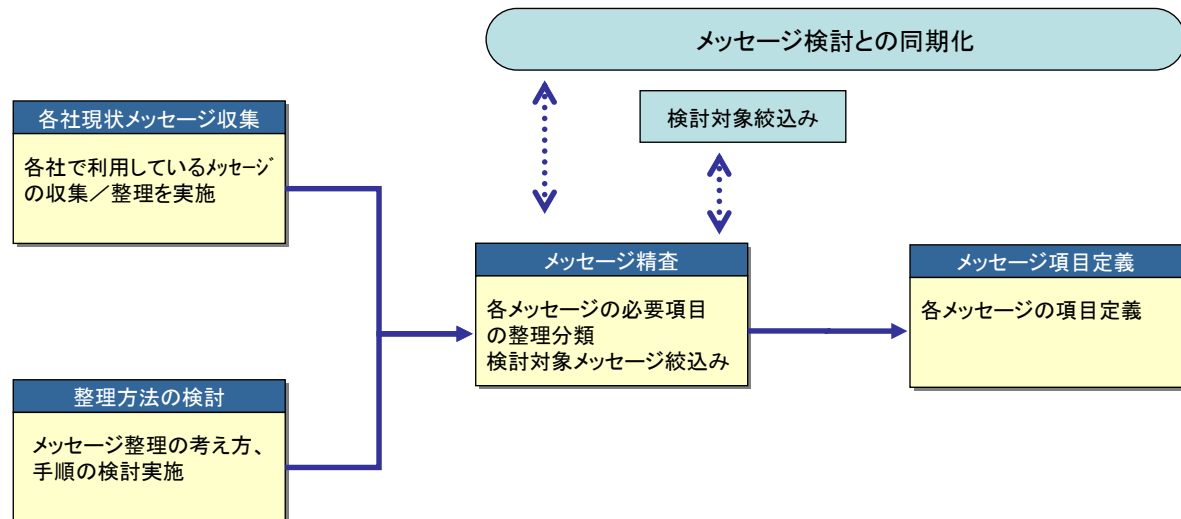 メッセージ検討との同期化
検討対象絞込み
各社現状メッセージ収集
各社で利用しているメッセージ
の収集／整理を実施
整理方法の検討
メッセージ整理の考え方、
手順の検討実施
メッセージ精査
各メッセージの必要項目
の整理分類
検討対象メッセージ絞込み
メッセージ項目定義
各メッセージの項目定義